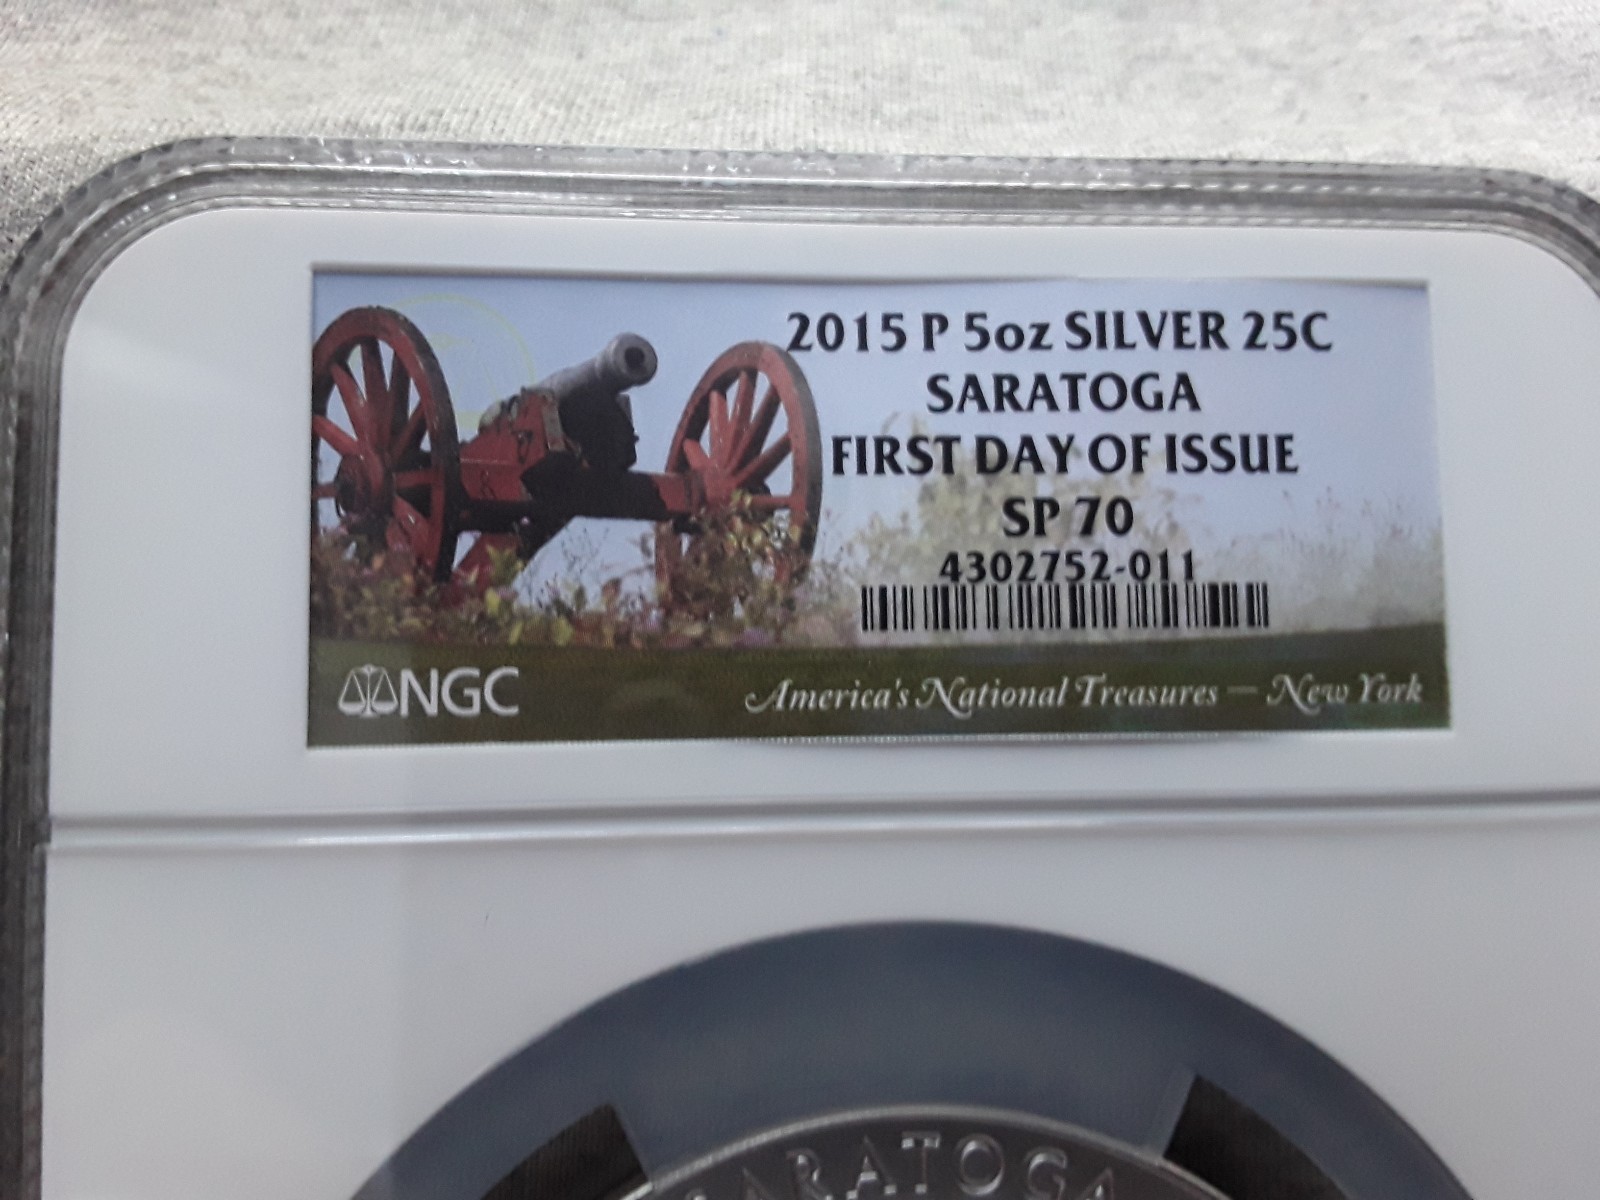 2015 P 5oz SILVER 25C
SARATOGA
FIRST DAY OF ISSUE
SP 70
4302752-011
NGC
America's National Treasures — New York
SARATOGA